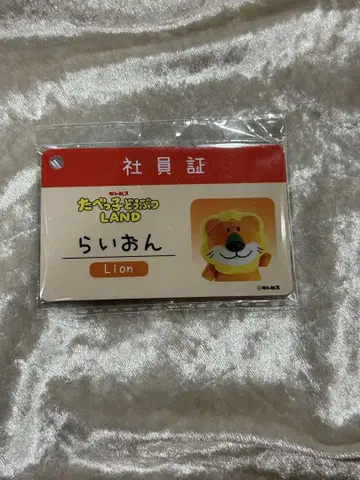 社員証
ギンビス
たべっ子どうぶつ
LAND
らいおん
Lion
©ギンビス